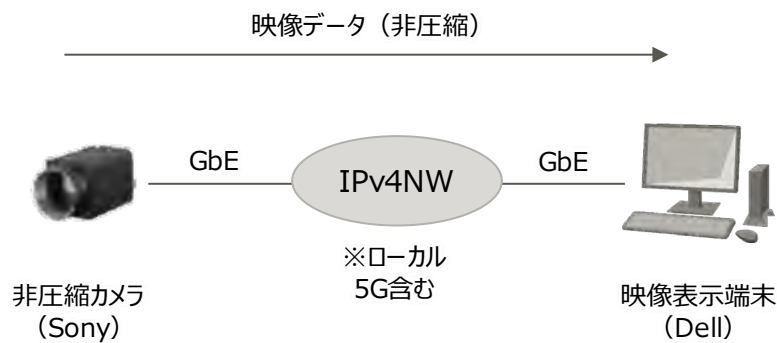 映像データ（非圧縮）
GbE
IPv4NW
GbE
※ローカル
5G含む
非圧縮カメラ
（Sony）
映像表示端末
（Dell）